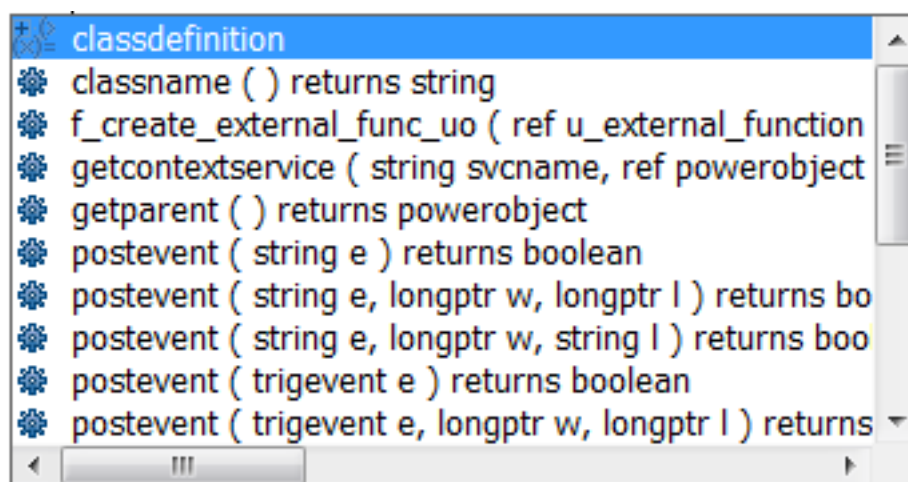 classdefinition
classname ( ) returns string
f_create_external_func_uo ( ref u_external_function
getcontextservice ( string svcname, ref powerobject
getparent ( ) returns powerobject
postevent ( string e ) returns boolean
postevent ( string e, longptr w, longptr l ) returns bo
postevent ( string e, longptr w, string l ) returns boo
postevent ( trigevent e ) returns boolean
postevent ( trigevent e, longptr w, longptr l ) returns